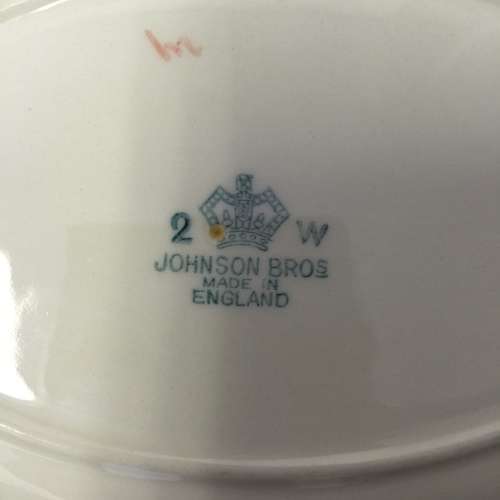 2 W
JOHNSON BROS
MADE IN
ENGLAND